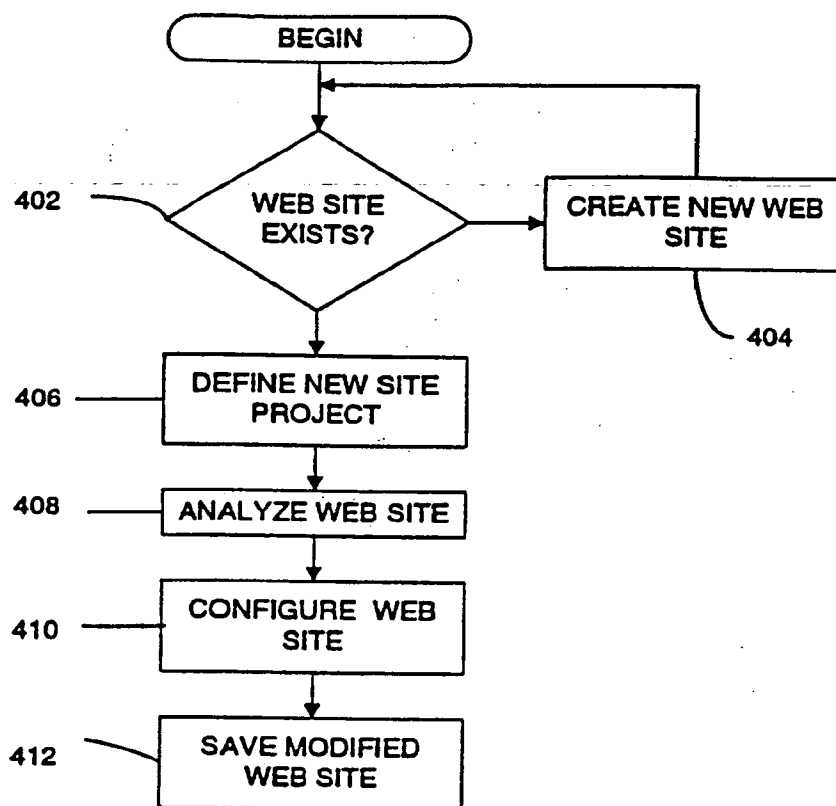 BEGIN
402
WEB SITE
EXISTS?
CREATE NEW WEB
SITE
404
406
DEFINE NEW SITE
PROJECT
408
ANALYZE WEB SITE
410
CONFIGURE WEB
SITE
412
SAVE MODIFIED
WEB SITE